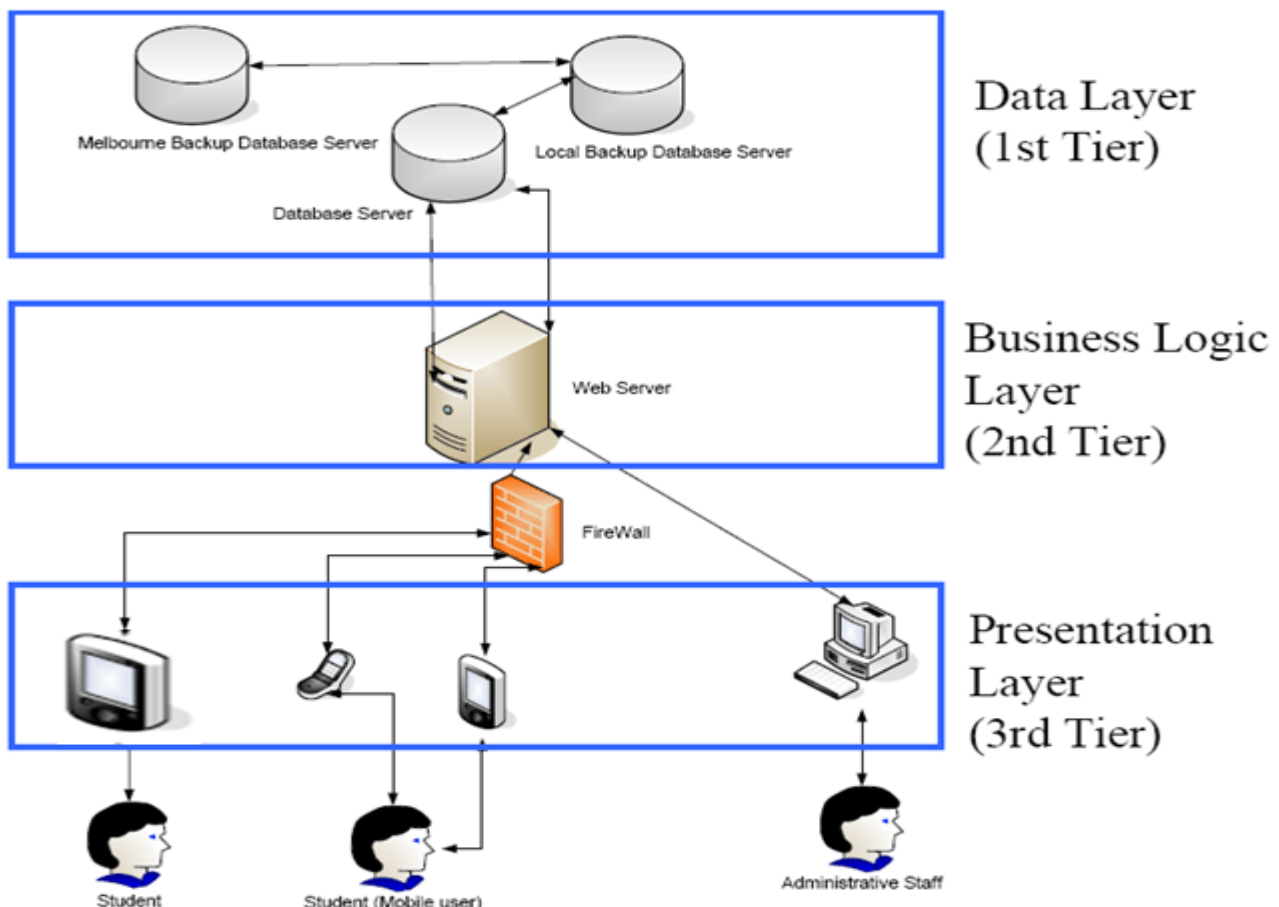 Melbourne Backup Database Server
Local Backup Database Server
Database Server
Data Layer
(1st Tier)
Web Server
Business Logic
Layer
(2nd Tier)
FireWall
Presentation
Layer
(3rd Tier)
Student
Student (Mobile user)
Administrative Staff